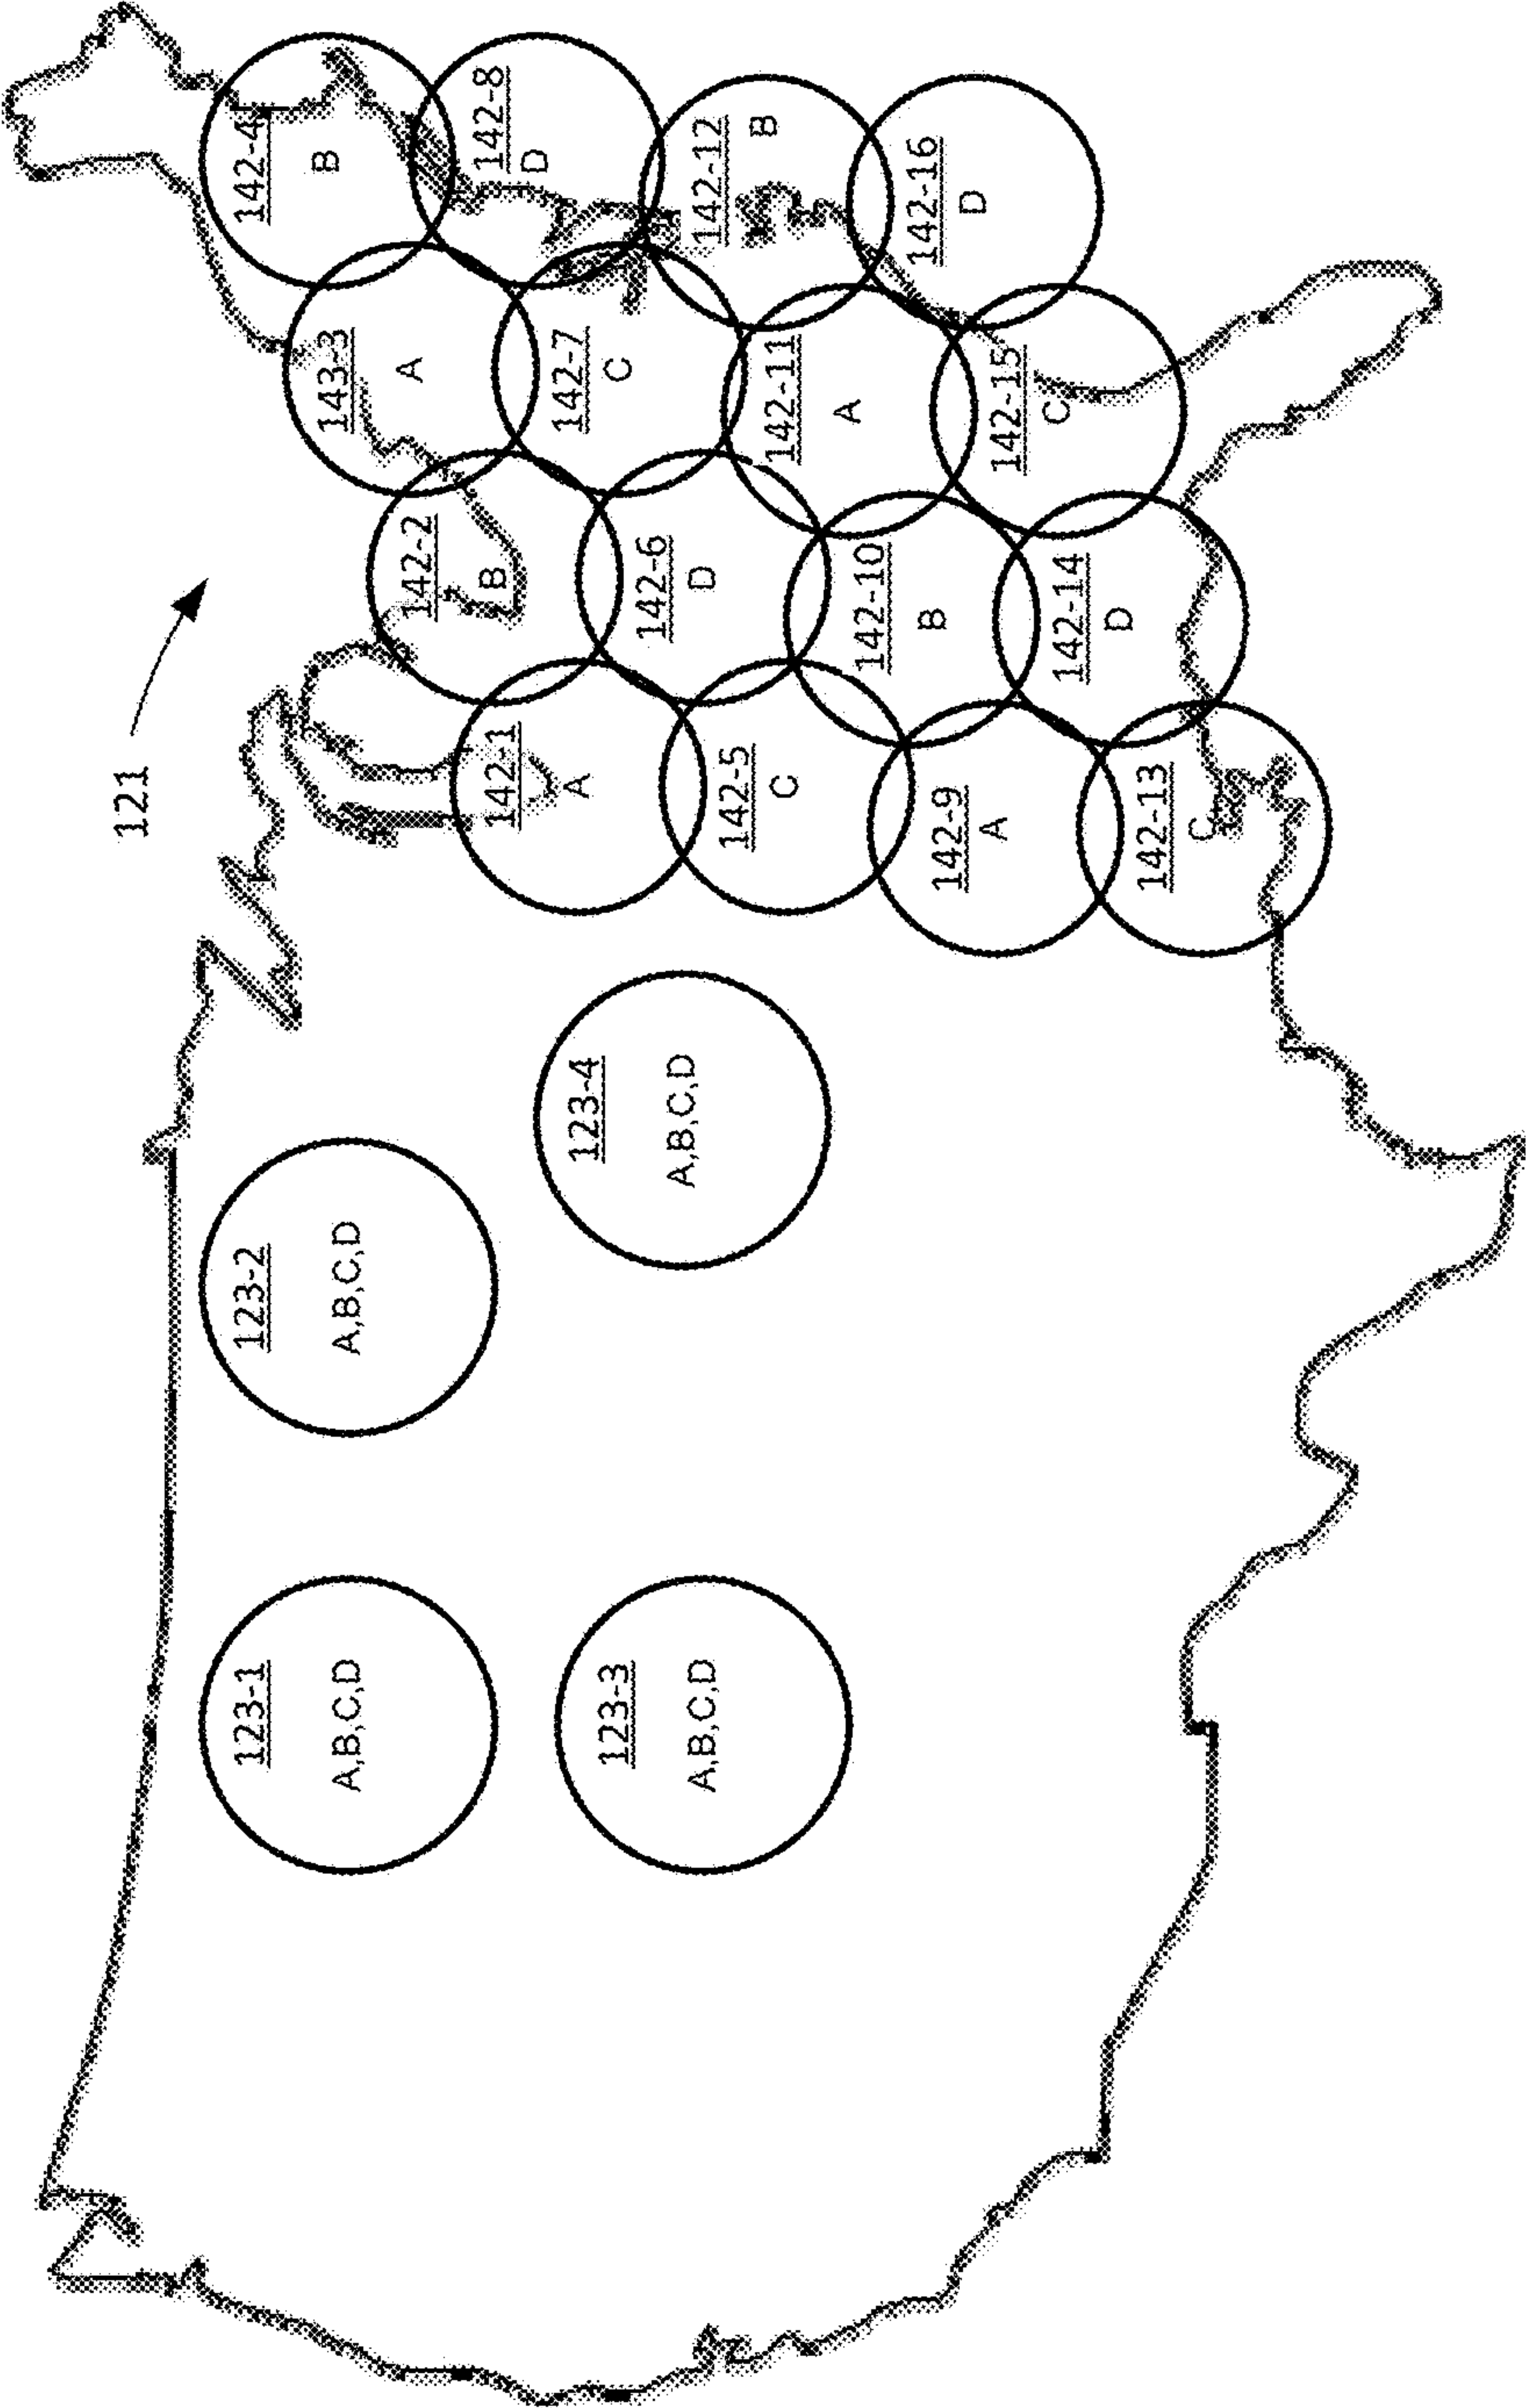 121
123-1
A,B,C,D
123-2
A,B,C,D
123-3
A,B,C,D
123-4
A,B,C,D
142-1
A
142-2
B
143-3
A
142-4
B
142-5
C
142-6
D
142-7
C
142-8
D
142-9
A
142-10
B
142-11
A
142-12
B
142-13
C
142-14
D
142-15
C
142-16
D